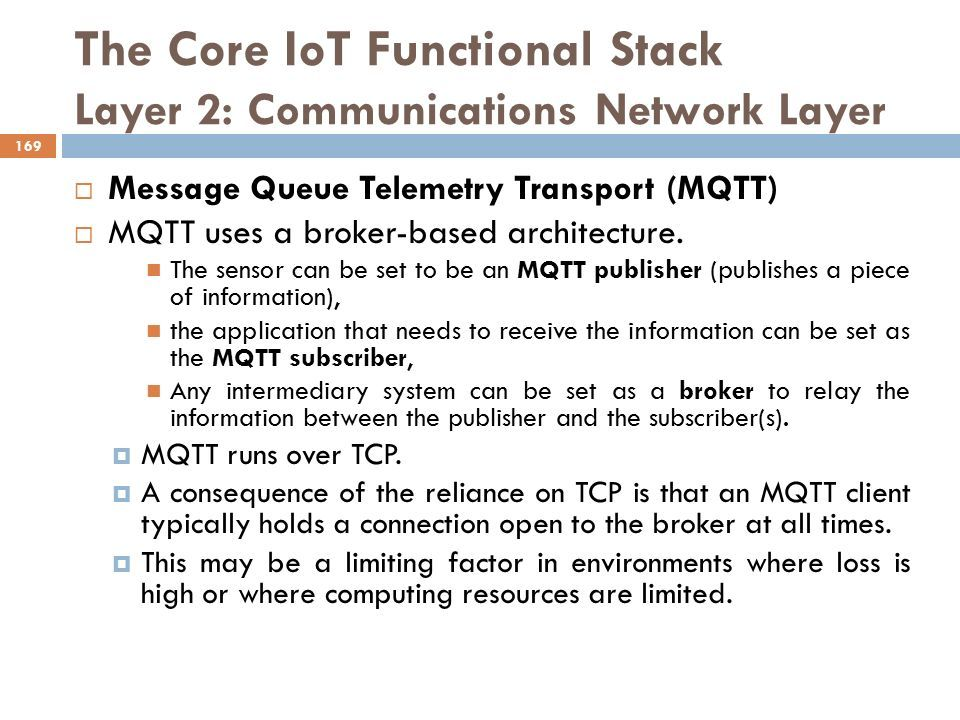 The Core IoT Functional Stack
Layer 2: Communications Network Layer
169
Message Queue Telemetry Transport (MQTT)
MQTT uses a broker-based architecture.
The sensor can be set to be an MQTT publisher (publishes a piece
of information),
the application that needs to receive the information can be set as
the MQTT subscriber,
Any intermediary system can be set as a broker to relay the
information between the publisher and the subscriber(s).
MQTT runs over TCP.
A consequence of the reliance on TCP is that an MQTT client
typically holds a connection open to the broker at all times.
This may be a limiting factor in environments where loss is
high or where computing resources are limited.